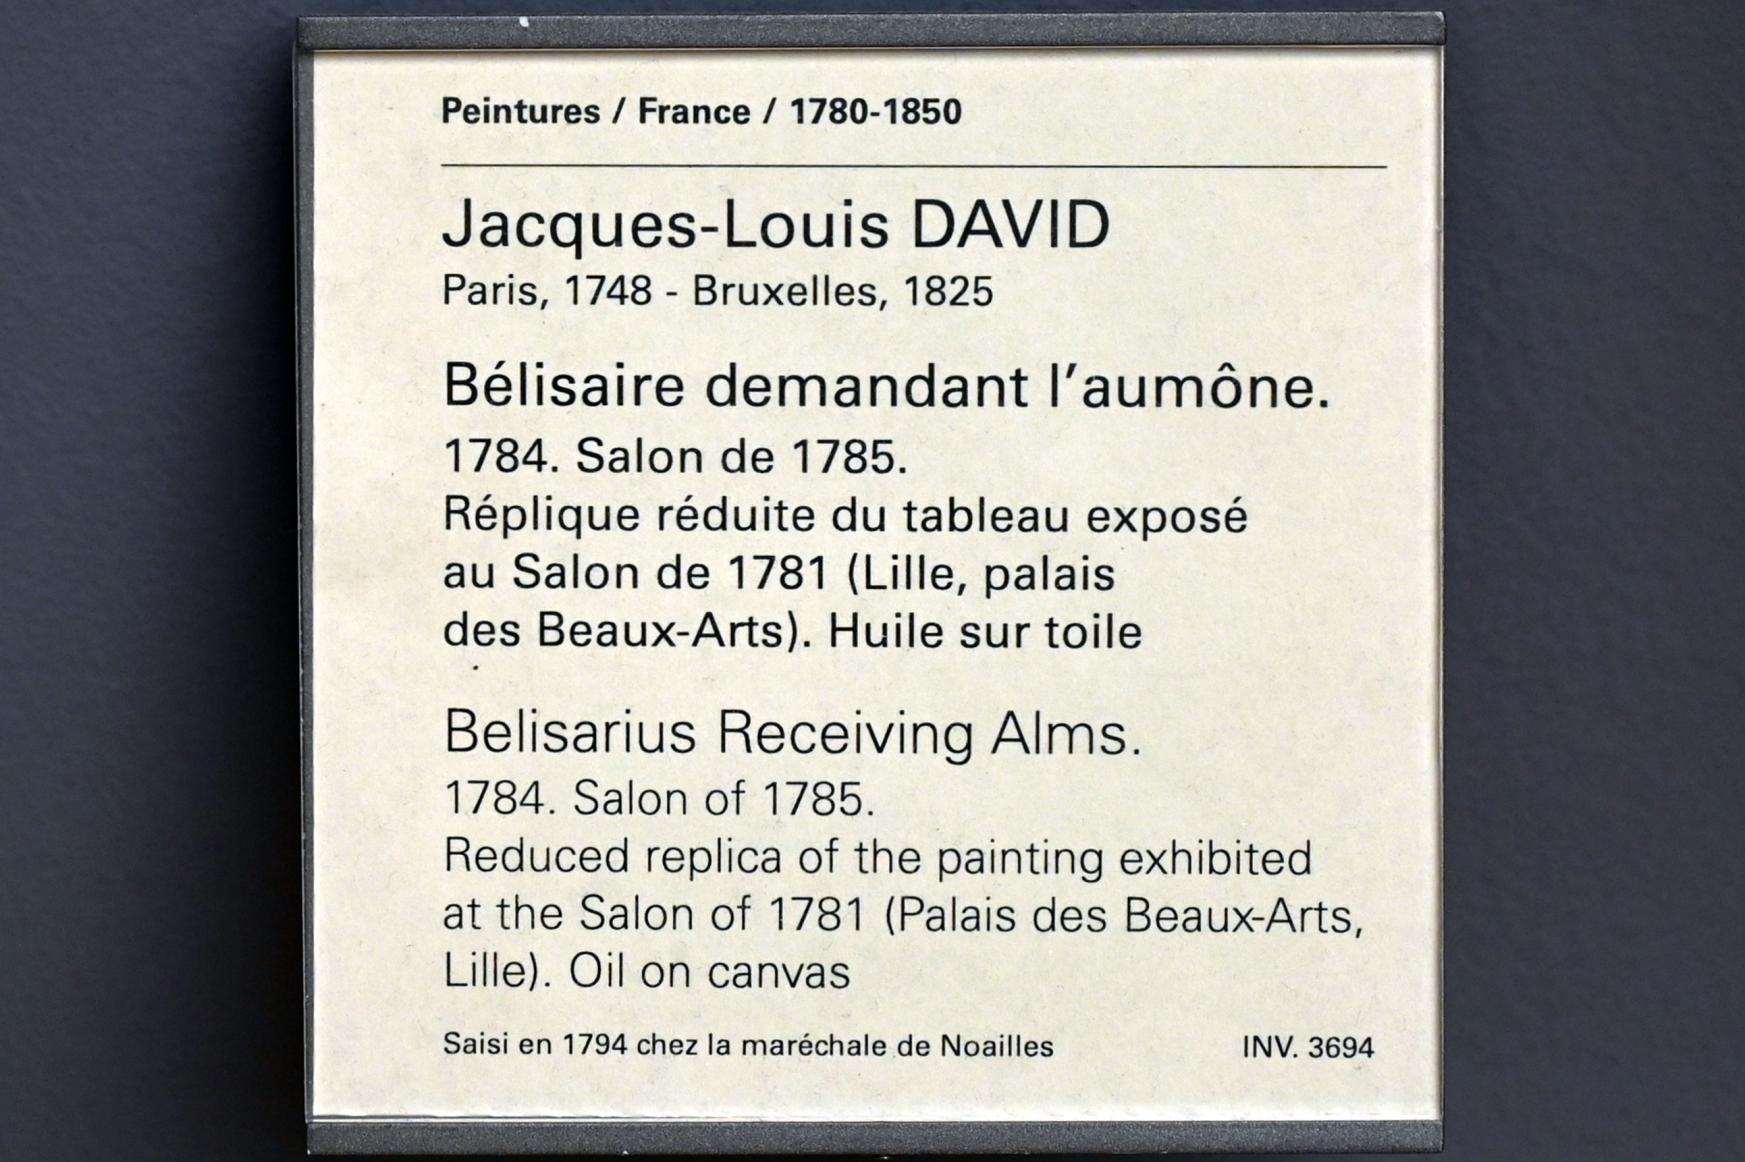 Peintures / France / 1780-1850
Jacques-Louis DAVID
Paris, 1748 - Bruxelles, 1825
Bélisaire demandant l'aumône.
1784. Salon de 1785.
Réplique réduite du tableau exposé
au Salon de 1781 (Lille, palais
des Beaux-Arts). Huile sur toile
Belisarius Receiving Alms.
1784. Salon of 1785.
Reduced replica of the painting exhibited
at the Salon of 1781 (Palais des Beaux-Arts,
Lille). Oil on canvas
Saisi en 1794 chez la maréchale de Noailles INV. 3694